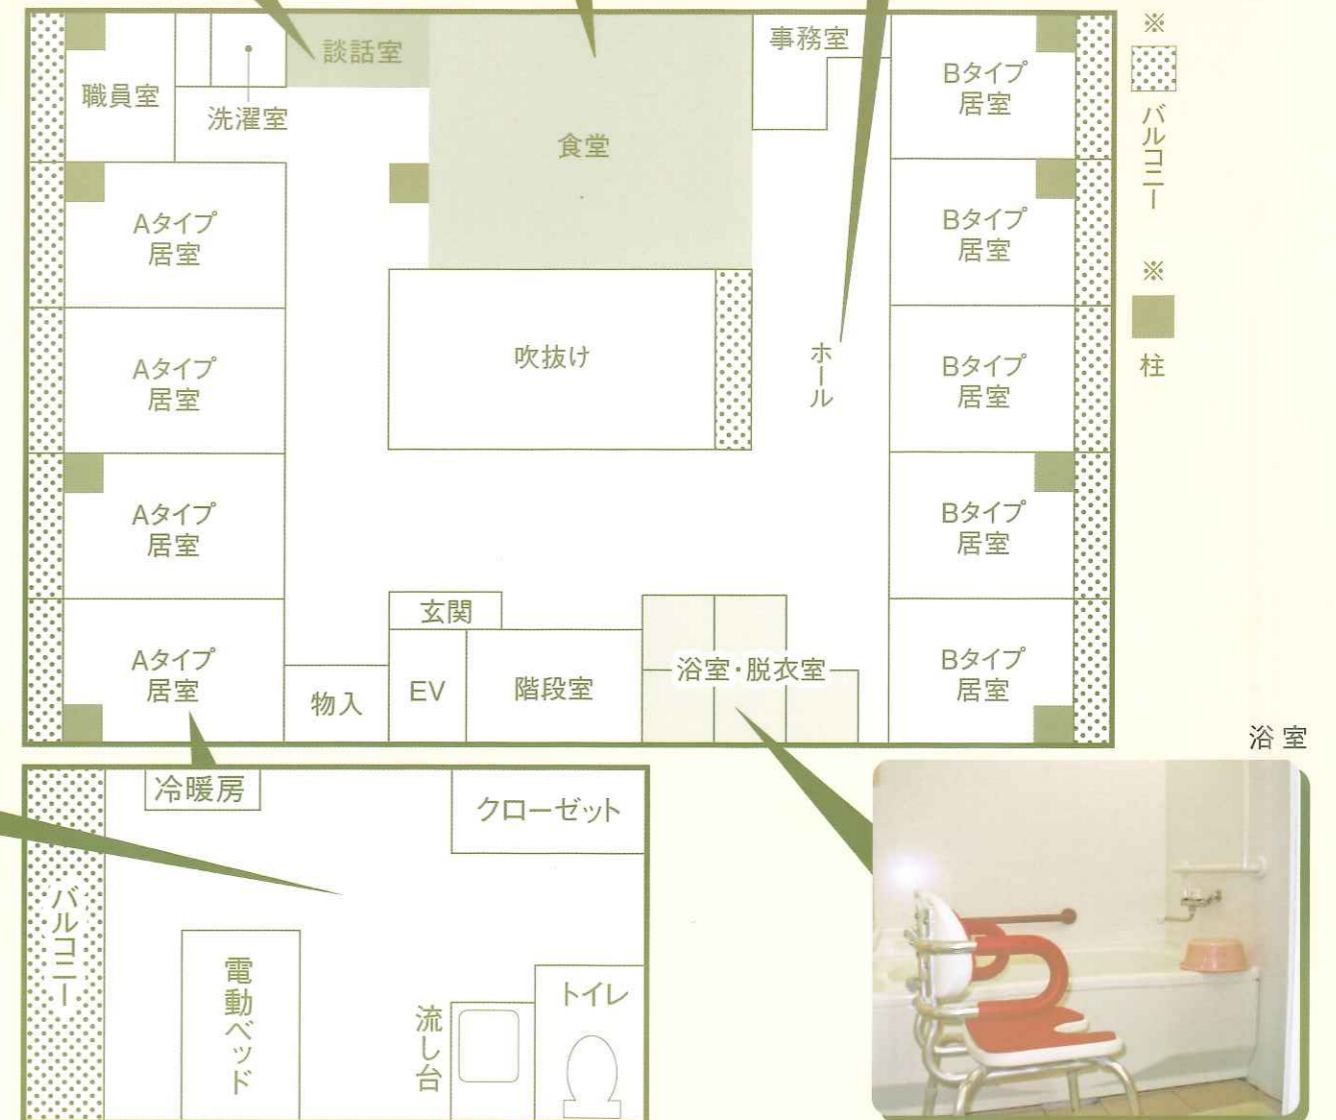 談話室
事務室
職員室
洗濯室
食堂
Bタイプ
居室
※
バルコニー
※
柱
Aタイプ
居室
Bタイプ
居室
Aタイプ
居室
吹抜け
ホール
Bタイプ
居室
Aタイプ
居室
Bタイプ
居室
Aタイプ
居室
物入
玄関
EV
階段室
浴室・脱衣室
Bタイプ
居室
浴室
冷暖房
クローゼット
バルコニー
電動ベッド
流し台
トイレ